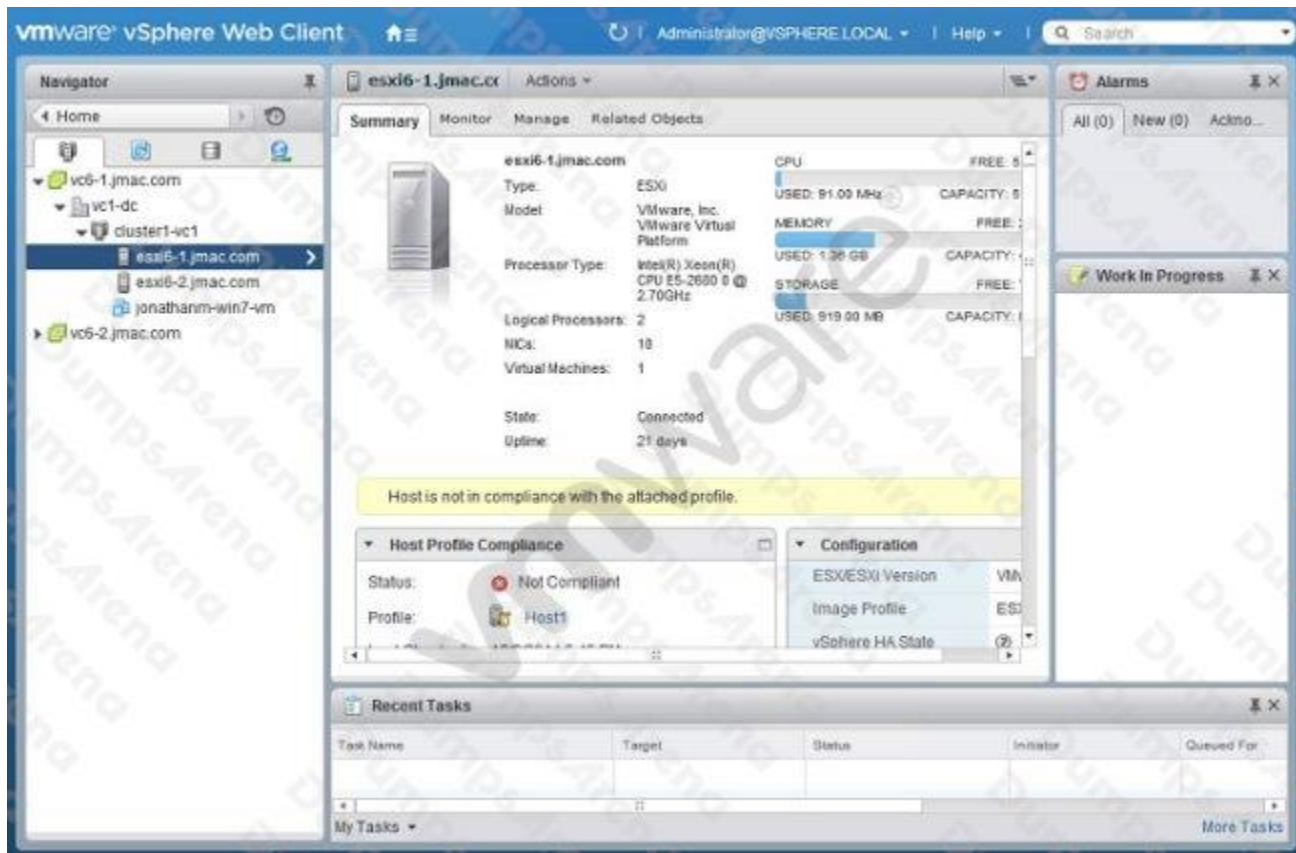 vmware vSphere Web Client
Administrator@VSPHERE.LOCAL
Help
Search
Navigator
Home
vc6-1.jmac.com
vc1-dc
cluster1-vc1
esxi6-1.jmac.com
esxi6-2.jmac.com
jonathanm-win7-vm
vc6-2.jmac.com
esxi6-1.jmac.cc Actions
Summary Monitor Manage Related Objects
esxi6-1.jmac.com
Type: ESXi
Model: VMware, Inc.
VMware Virtual
Platform
Processor Type: Intel(R) Xeon(R)
CPU E5-2680 0 @
2.70GHz
Logical Processors: 2
NICs: 10
Virtual Machines: 1
State: Connected
Uptime: 21 days
CPU FREE: 5
USED: 91.00 MHz CAPACITY: 5
MEMORY FREE:
USED: 1.36 GB CAPACITY:
STORAGE FREE:
USED: 919.00 MB CAPACITY:
Host is not in compliance with the attached profile.
Host Profile Compliance
Status: Not Compliant
Profile: Host1
Configuration
ESX/ESXi Version
Image Profile
vSphere HA State
Alarms
All (0) New (0) Ackno...
Work In Progress
Recent Tasks
Task Name Target Status Initiator Queued For
My Tasks
More Tasks
vmware
DumpsArena